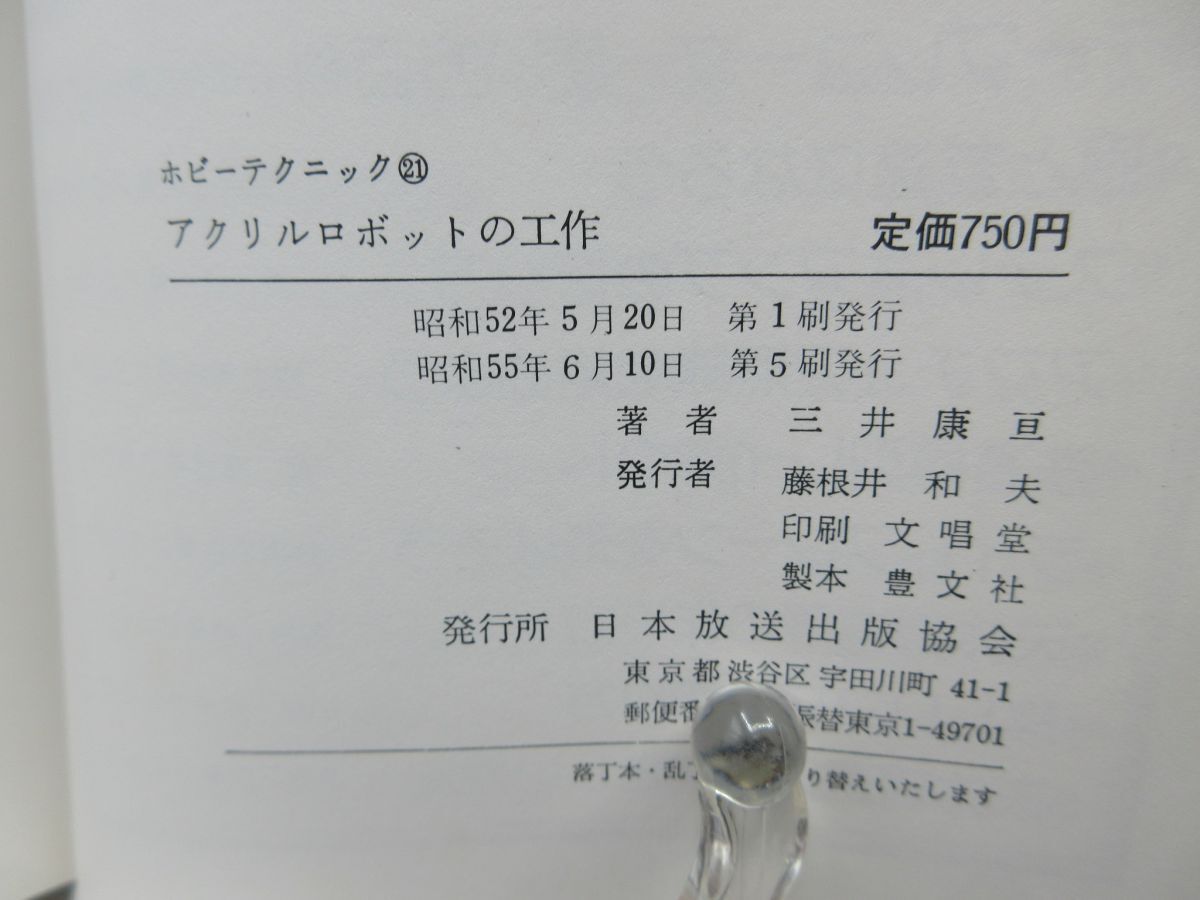 ホビーテクニック㉑
アクリルロボットの工作 定価750円
昭和52年5月20日 第1刷発行
昭和55年6月10日 第5刷発行
著者 三井康亘
発行者 藤根井和夫
印刷 文唱堂
製本 豊文社
発行所 日本放送出版協会
東京都渋谷区宇田川町 41-1
郵便 振替東京1-49701
落丁本・乱丁 り替えいたします